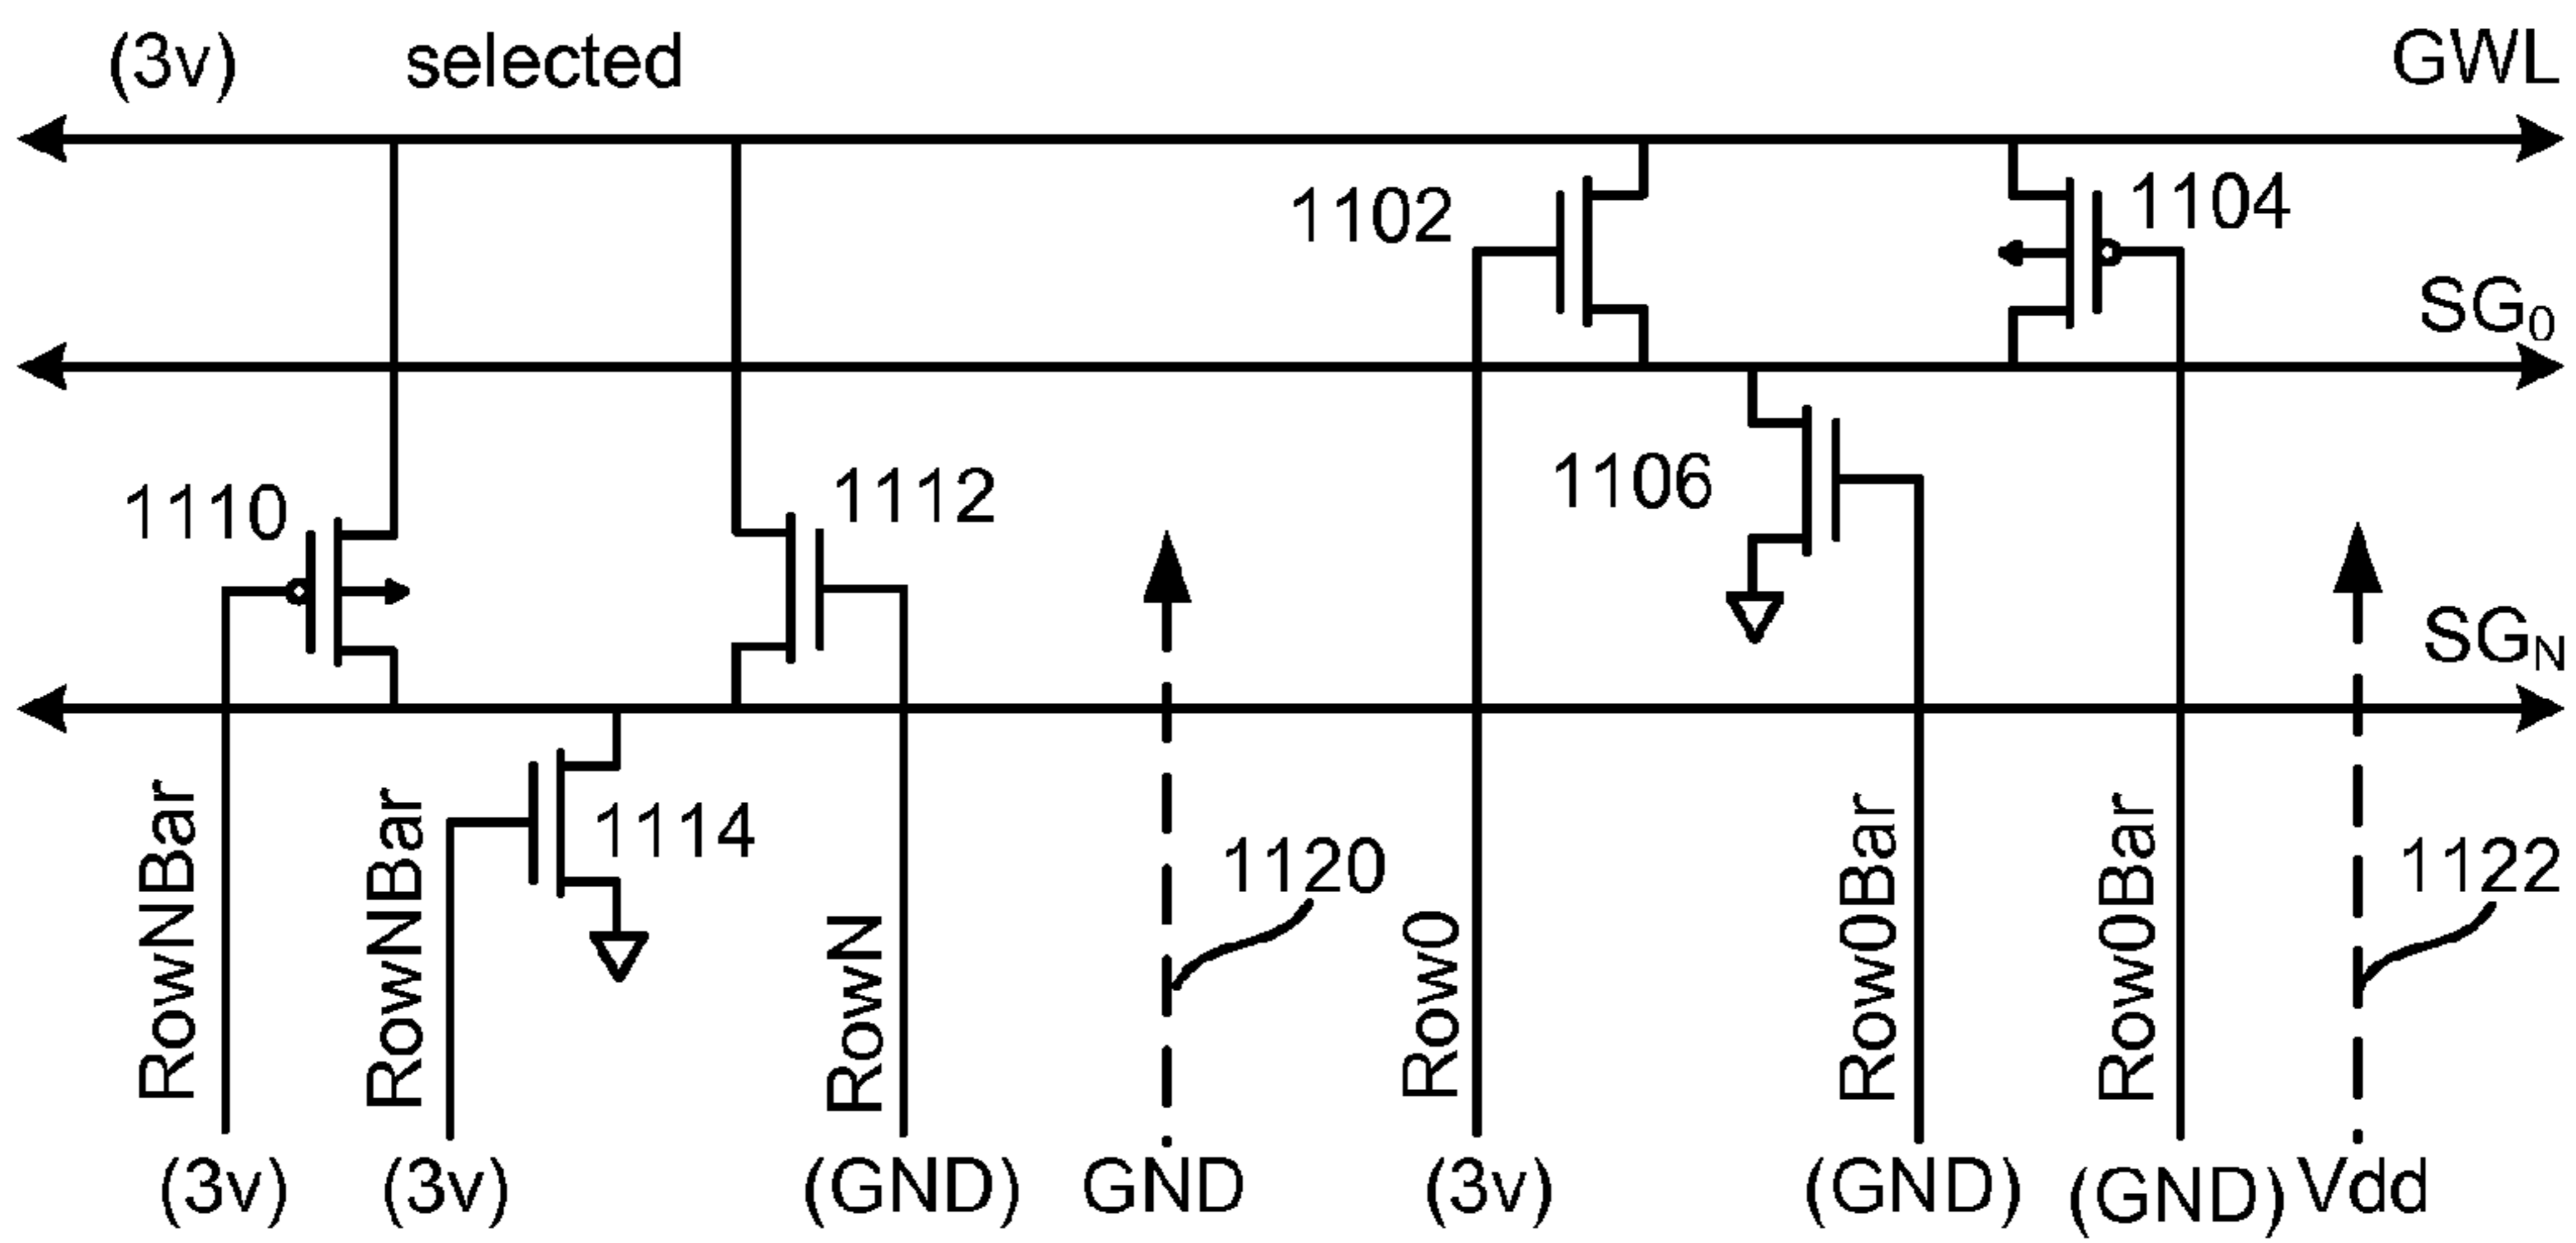 (3v) selected GWL
1102 1104
SG0
1110 1112 1106
SGN
RowNBar RowNBar 1114 RowN 1120 Row0 Row0Bar Row0Bar 1122
(3v) (3v) (GND) GND (3v) (GND) (GND) Vdd